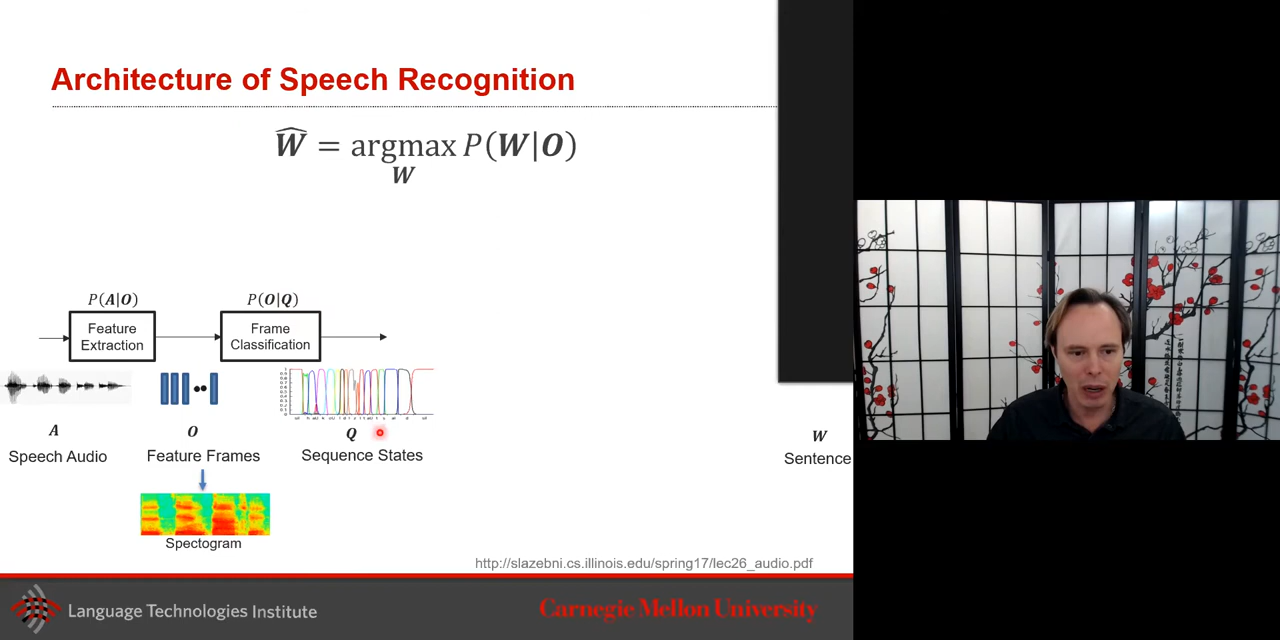 Architecture of Speech Recognition
Ŵ = argmax P(W|O)
W
P(A|O)
P(O|Q)
Feature
Extraction
Frame
Classification
A
O
Q
W
Speech Audio
Feature Frames
Sequence States
Sentence
Spectogram
http://slazebni.cs.illinois.edu/spring17/lec26_audio.pdf
Language Technologies Institute
Carnegie Mellon University